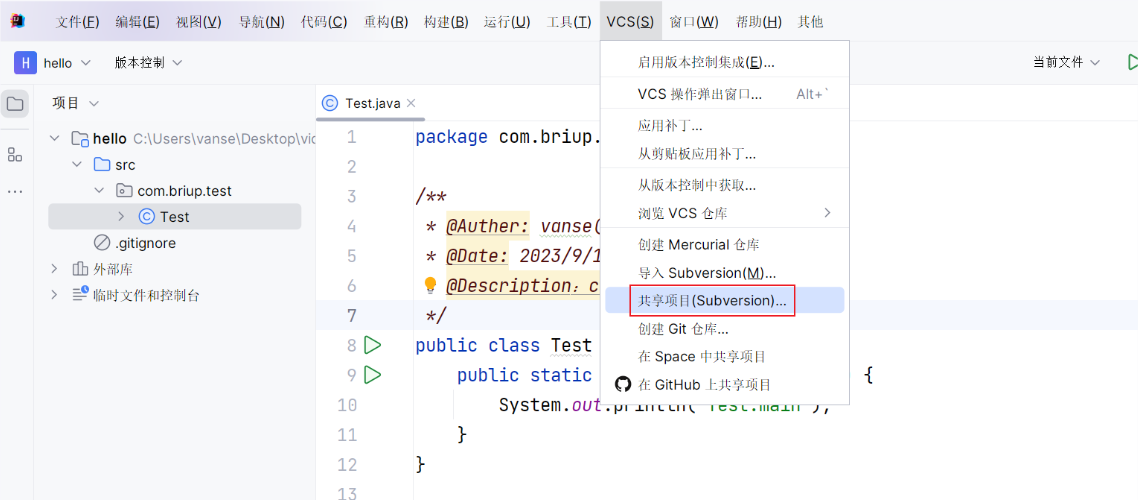 文件(F) 编辑(E) 视图(V) 导航(N) 代码(C) 重构(R) 构建(B) 运行(U) 工具(T) VCS(S) 窗口(W) 帮助(H) 其他
H hello 版本控制 当前文件
项目
Test.java
hello C:\Users\vanse\Desktop\vid
src
com.briup.test
Test
.gitignore
外部库
临时文件和控制台
启用版本控制集成(E)...
VCS 操作弹出窗口... Alt+`
应用补丁...
从剪贴板应用补丁...
从版本控制中获取...
浏览 VCS 仓库
创建 Mercurial 仓库
导入 Subversion(M)...
共享项目(Subversion)...
创建 Git 仓库...
在 Space 中共享项目
在 GitHub 上共享项目
1 package com.briup.
2
3 /**
4 * @Auther: vanse(
5 * @Date: 2023/9/1
6 * @Description: c
7 */
8 public class Test
9 public static {
10 System.out.println("Test.main");
11 }
12 }
13